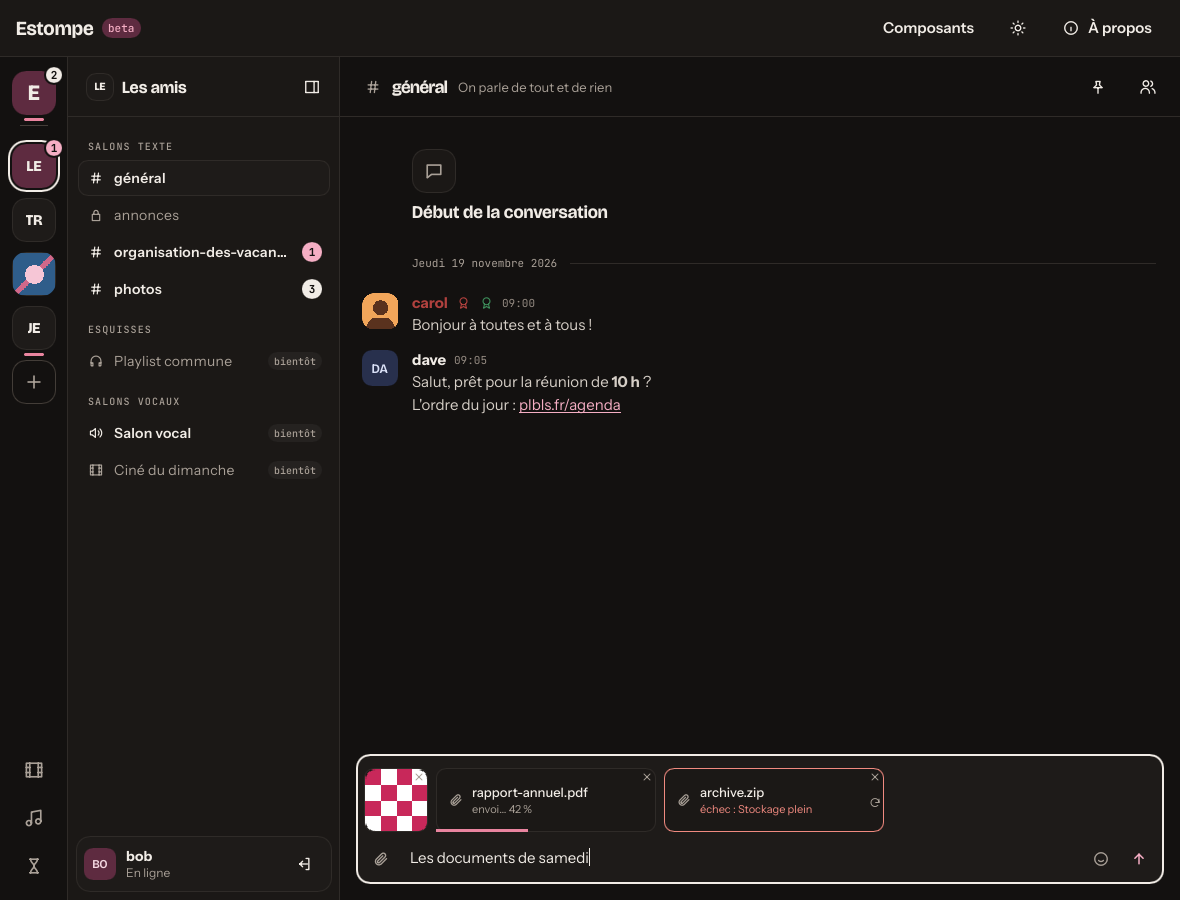 Estompe beta
Composants
À propos
E 2
LE 1
TR
JE
LE Les amis
SALONS TEXTE
# général
annonces
# organisation-des-vacan… 1
# photos 3
ESQUISSES
Playlist commune bientôt
SALONS VOCAUX
Salon vocal bientôt
Ciné du dimanche bientôt
BO bob
En ligne
# général On parle de tout et de rien
Début de la conversation
Jeudi 19 novembre 2026
carol 09:00
Bonjour à toutes et à tous !
DA dave 09:05
Salut, prêt pour la réunion de 10 h ?
L'ordre du jour : plbls.fr/agenda
rapport-annuel.pdf
envoi… 42 %
archive.zip
échec : Stockage plein
Les documents de samedi